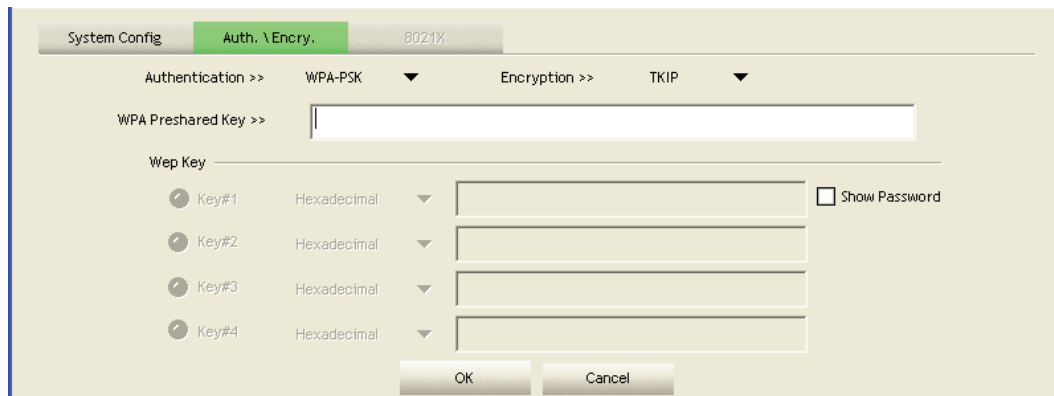 System Config Auth. \ Encry. 8021X
Authentication >> WPA-PSK Encryption >> TKIP
WPA Preshared Key >>
Wep Key
Key#1 Hexadecimal Show Password
Key#2 Hexadecimal
Key#3 Hexadecimal
Key#4 Hexadecimal
OK Cancel